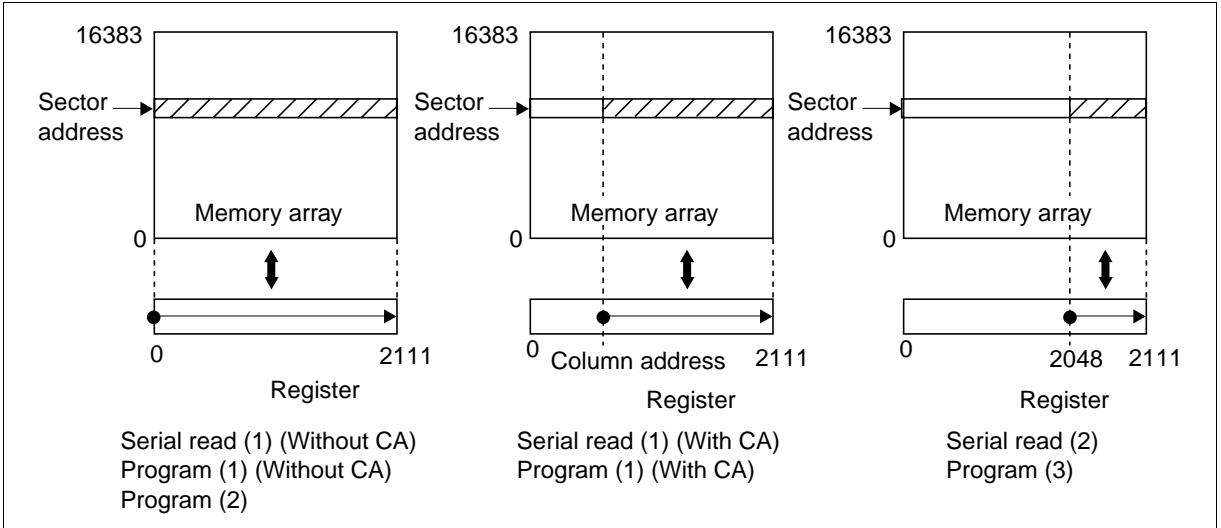 16383
Sector
address
Memory array
0
0
2111
Register
Serial read (1) (Without CA)
Program (1) (Without CA)
Program (2)
16383
Sector
address
Memory array
0
0
Column address
2111
Register
Serial read (1) (With CA)
Program (1) (With CA)
16383
Sector
address
Memory array
0
0
2048
2111
Register
Serial read (2)
Program (3)